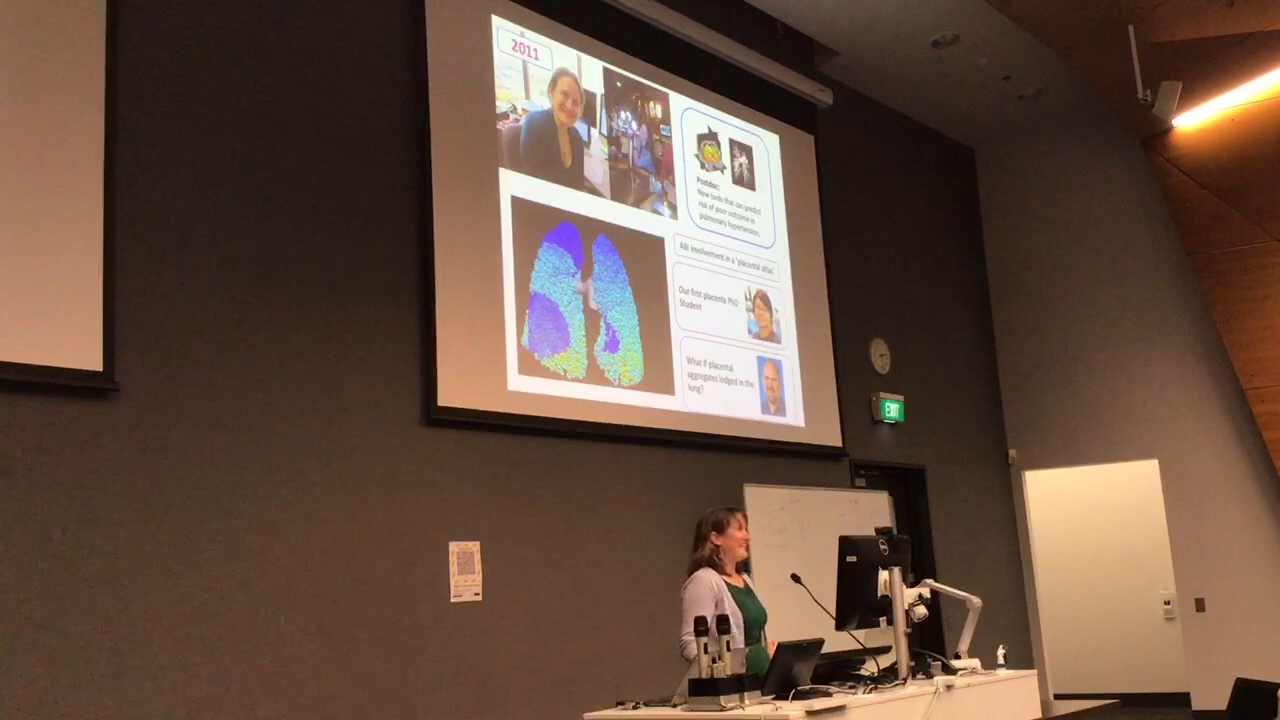 2011
Postdoc:
New tools that can predict
risk of poor outcome in
pulmonary hypertension.
ABI involvement in a 'placental atlas'
Our first placenta PhD
Student
What if placental
aggregates lodged in the
lung?
EXIT
DELL